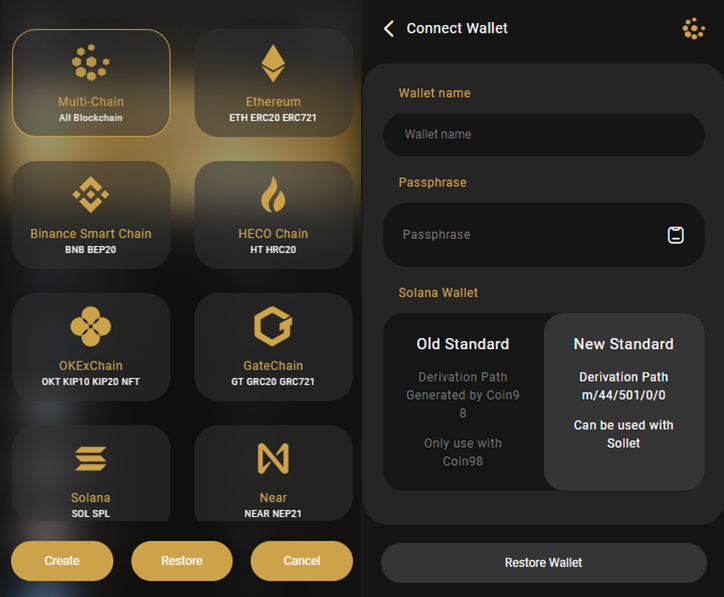 Multi-Chain
All Blockchain
Ethereum
ETH ERC20 ERC721
Binance Smart Chain
BNB BEP20
HECO Chain
HT HRC20
OKExChain
OKT KIP10 KIP20 NFT
GateChain
GT GRC20 GRC721
Solana
SOL SPL
Near
NEAR NEP21
Create
Restore
Cancel
Connect Wallet
Wallet name
Wallet name
Passphrase
Passphrase
Solana Wallet
Old Standard
Derivation Path
Generated by Coin9
8
Only use with
Coin98
New Standard
Derivation Path
m/44/501/0/0
Can be used with
Sollet
Restore Wallet